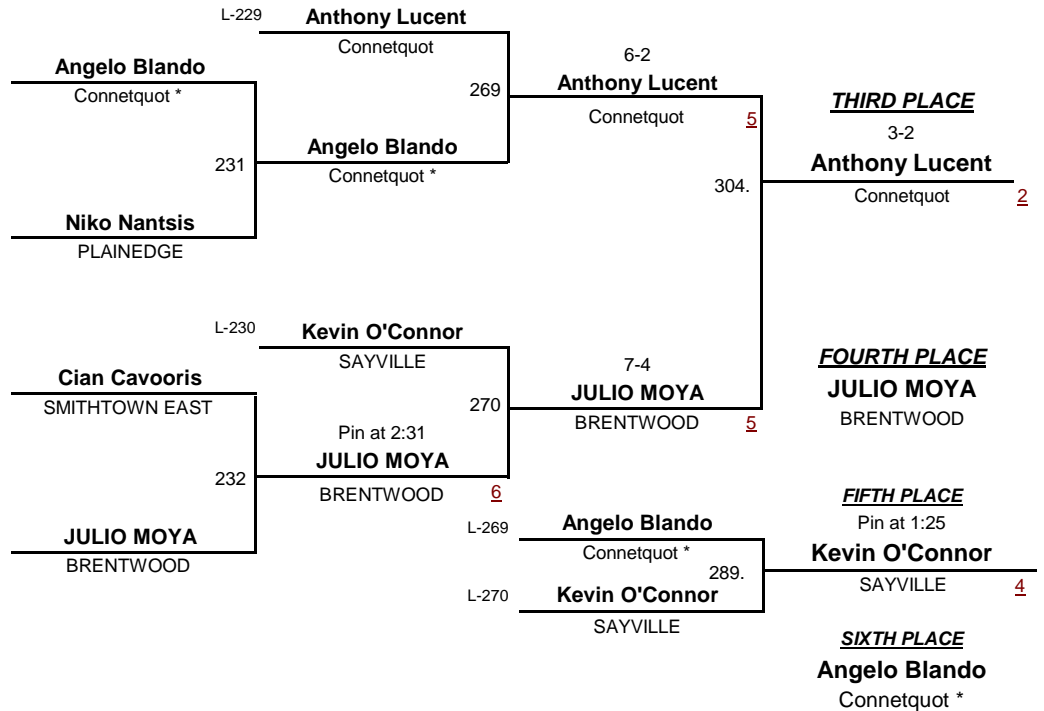 L-229
Anthony Lucent
Connetquot
Angelo Blando
Connetquot *
231
Niko Nantsis
PLAINEDGE
269
Angelo Blando
Connetquot *
6-2
Anthony Lucent
Connetquot
5
304.
THIRD PLACE
3-2
Anthony Lucent
Connetquot
2
L-230
Kevin O'Connor
SAYVILLE
Cian Cavooris
SMITHTOWN EAST
232
JULIO MOYA
BRENTWOOD
270
Pin at 2:31
JULIO MOYA
BRENTWOOD
6
7-4
JULIO MOYA
BRENTWOOD
5
FOURTH PLACE
JULIO MOYA
BRENTWOOD
L-269
Angelo Blando
Connetquot *
289.
L-270
Kevin O'Connor
SAYVILLE
FIFTH PLACE
Pin at 1:25
Kevin O'Connor
SAYVILLE
4
SIXTH PLACE
Angelo Blando
Connetquot *